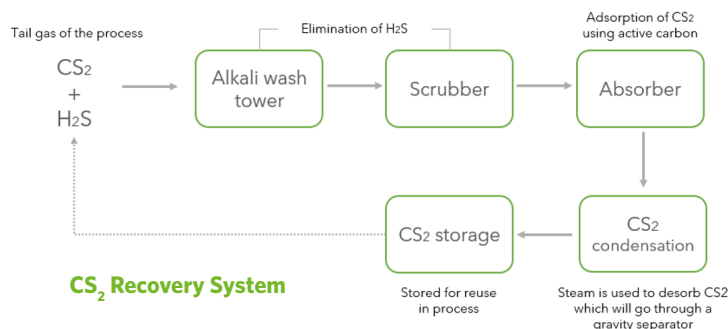 Tail gas of the process
CS2
+
H2S
Elimination of H2S
Alkali wash
tower
Scrubber
Adsorption of CS2
using active carbon
Absorber
CS2 storage
Stored for reuse
in process
CS2
condensation
Steam is used to desorb CS2
which will go through a
gravity separator
CS2 Recovery System